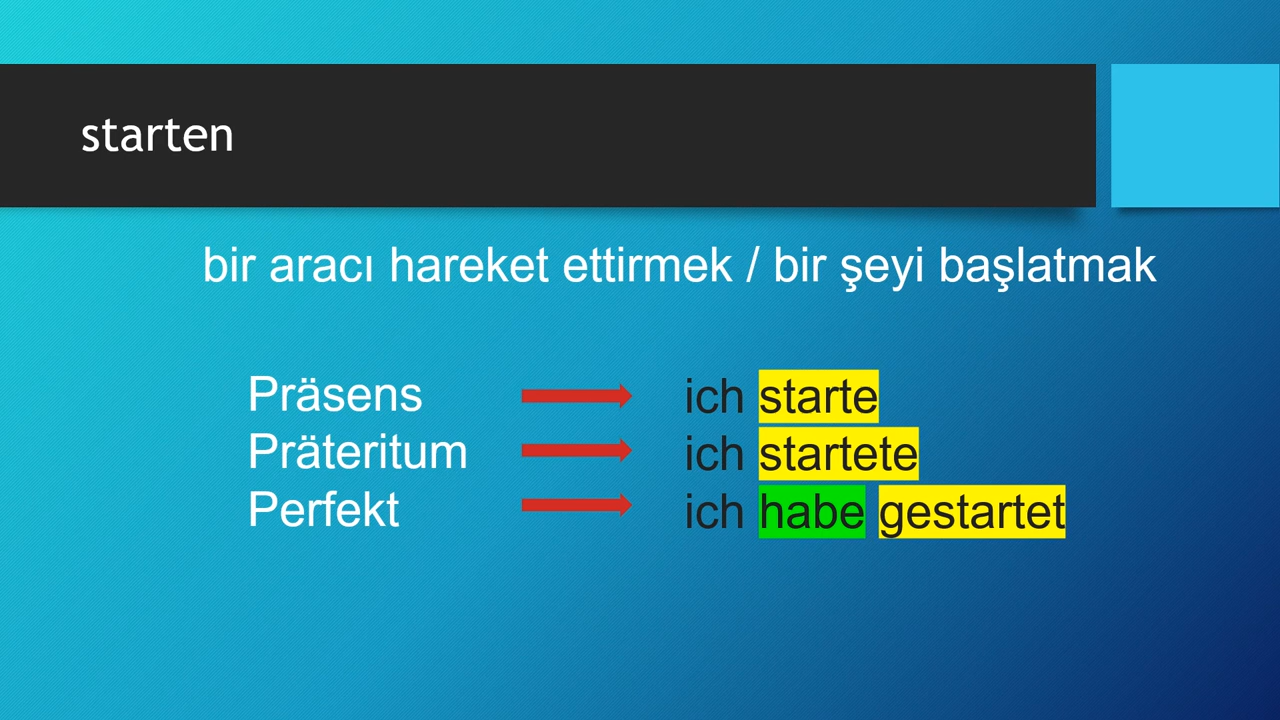 starten
bir aracı hareket ettirmek / bir şeyi başlatmak
Präsens ich starte
Präteritum ich startete
Perfekt ich habe gestartet